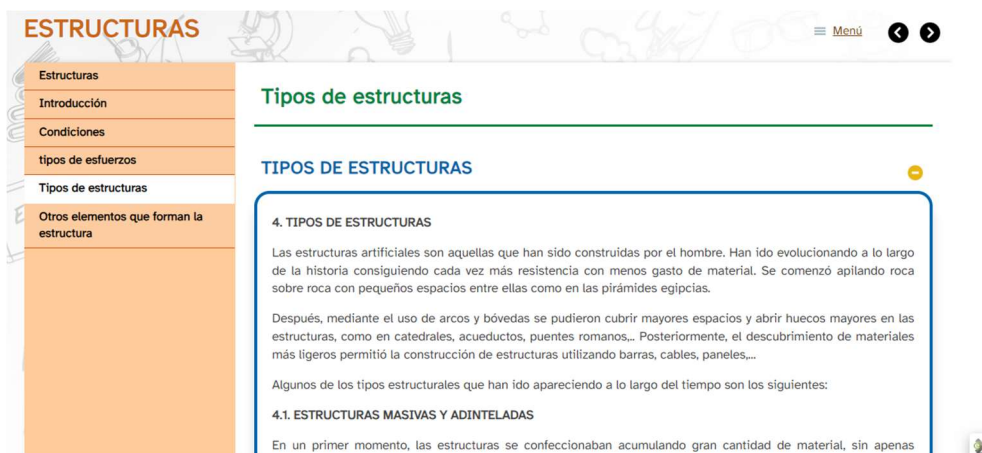 ESTRUCTURAS
Menú
Estructuras
Introducción
Condiciones
tipos de esfuerzos
Tipos de estructuras
Otros elementos que forman la
estructura
Tipos de estructuras
TIPOS DE ESTRUCTURAS
4. TIPOS DE ESTRUCTURAS
Las estructuras artificiales son aquellas que han sido construidas por el hombre. Han ido evolucionando a lo largo
de la historia consiguiendo cada vez más resistencia con menos gasto de material. Se comenzó apilando roca
sobre roca con pequeños espacios entre ellas como en las pirámides egipcias.
Después, mediante el uso de arcos y bóvedas se pudieron cubrir mayores espacios y abrir huecos mayores en las
estructuras, como en catedrales, acueductos, puentes romanos,.. Posteriormente, el descubrimiento de materiales
más ligeros permitió la construcción de estructuras utilizando barras, cables, paneles,...
Algunos de los tipos estructurales que han ido apareciendo a lo largo del tiempo son los siguientes:
4.1. ESTRUCTURAS MASIVAS Y ADINTELADAS
En un primer momento, las estructuras se confeccionaban acumulando gran cantidad de material, sin apenas